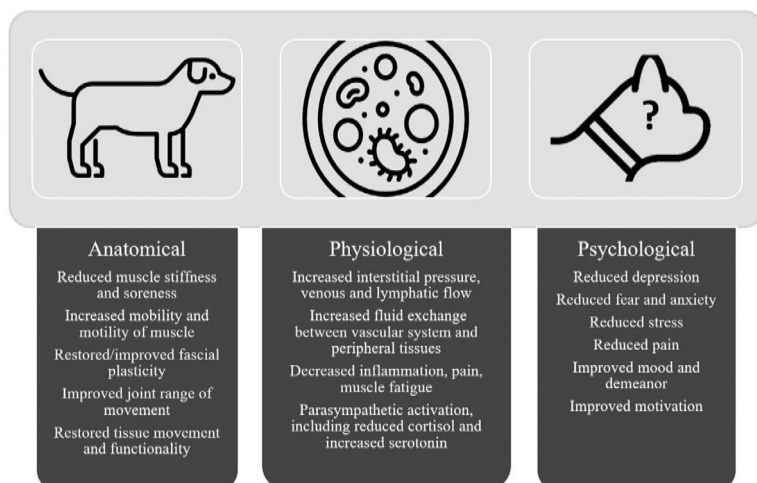 ?
Anatomical
Reduced muscle stiffness
and soreness
Increased mobility and
motility of muscle
Restored/improved fascial
plasticity
Improved joint range of
movement
Restored tissue movement
and functionality
Physiological
Increased interstitial pressure,
venous and lymphatic flow
Increased fluid exchange
between vascular system and
peripheral tissues
Decreased inflammation, pain,
muscle fatigue
Parasympathetic activation,
including reduced cortisol and
increased serotonin
Psychological
Reduced depression
Reduced fear and anxiety
Reduced stress
Reduced pain
Improved mood and
demeanor
Improved motivation